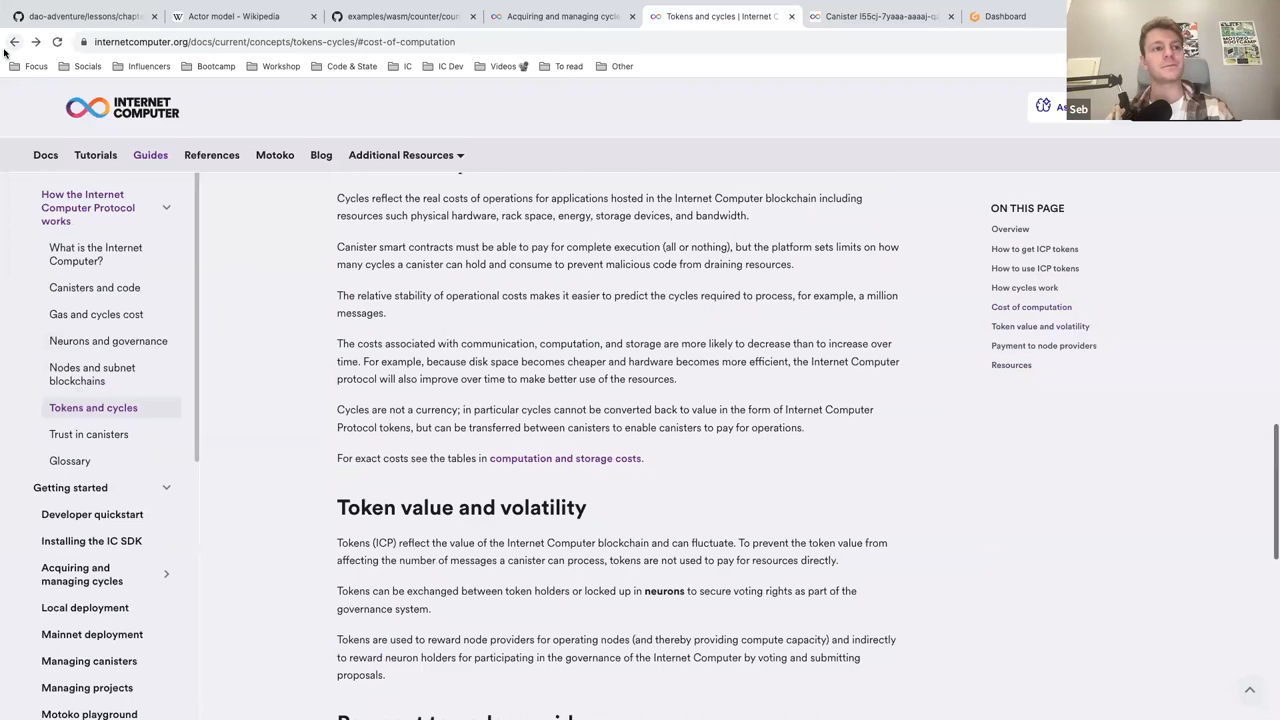 dao-adventure/lessons/chapte
Actor model - Wikipedia
examples/wasm/counter/coun
Acquiring and managing cycle
Tokens and cycles | Internet C
Canister l55cj-7yaaa-aaaaj-qa
Dashboard
internetcomputer.org/docs/current/concepts/tokens-cycles/#cost-of-computation
Focus
Socials
Influencers
Bootcamp
Workshop
Code & State
IC
IC Dev
Videos
To read
Other
Seb
INTERNET
COMPUTER
Docs
Tutorials
Guides
References
Motoko
Blog
Additional Resources
How the Internet
Computer Protocol
works
What is the Internet
Computer?
Canisters and code
Gas and cycles cost
Neurons and governance
Nodes and subnet
blockchains
Tokens and cycles
Trust in canisters
Glossary
Getting started
Developer quickstart
Installing the IC SDK
Acquiring and
managing cycles
Local deployment
Mainnet deployment
Managing canisters
Managing projects
Motoko playground
Cycles reflect the real costs of operations for applications hosted in the Internet Computer blockchain including
resources such physical hardware, rack space, energy, storage devices, and bandwidth.
Canister smart contracts must be able to pay for complete execution (all or nothing), but the platform sets limits on how
many cycles a canister can hold and consume to prevent malicious code from draining resources.
The relative stability of operational costs makes it easier to predict the cycles required to process, for example, a million
messages.
The costs associated with communication, computation, and storage are more likely to decrease than to increase over
time. For example, because disk space becomes cheaper and hardware becomes more efficient, the Internet Computer
protocol will also improve over time to make better use of the resources.
Cycles are not a currency; in particular cycles cannot be converted back to value in the form of Internet Computer
Protocol tokens, but can be transferred between canisters to enable canisters to pay for operations.
For exact costs see the tables in computation and storage costs.
Token value and volatility
Tokens (ICP) reflect the value of the Internet Computer blockchain and can fluctuate. To prevent the token value from
affecting the number of messages a canister can process, tokens are not used to pay for resources directly.
Tokens can be exchanged between token holders or locked up in neurons to secure voting rights as part of the
governance system.
Tokens are used to reward node providers for operating nodes (and thereby providing compute capacity) and indirectly
to reward neuron holders for participating in the governance of the Internet Computer by voting and submitting
proposals.
ON THIS PAGE
Overview
How to get ICP tokens
How to use ICP tokens
How cycles work
Cost of computation
Token value and volatility
Payment to node providers
Resources